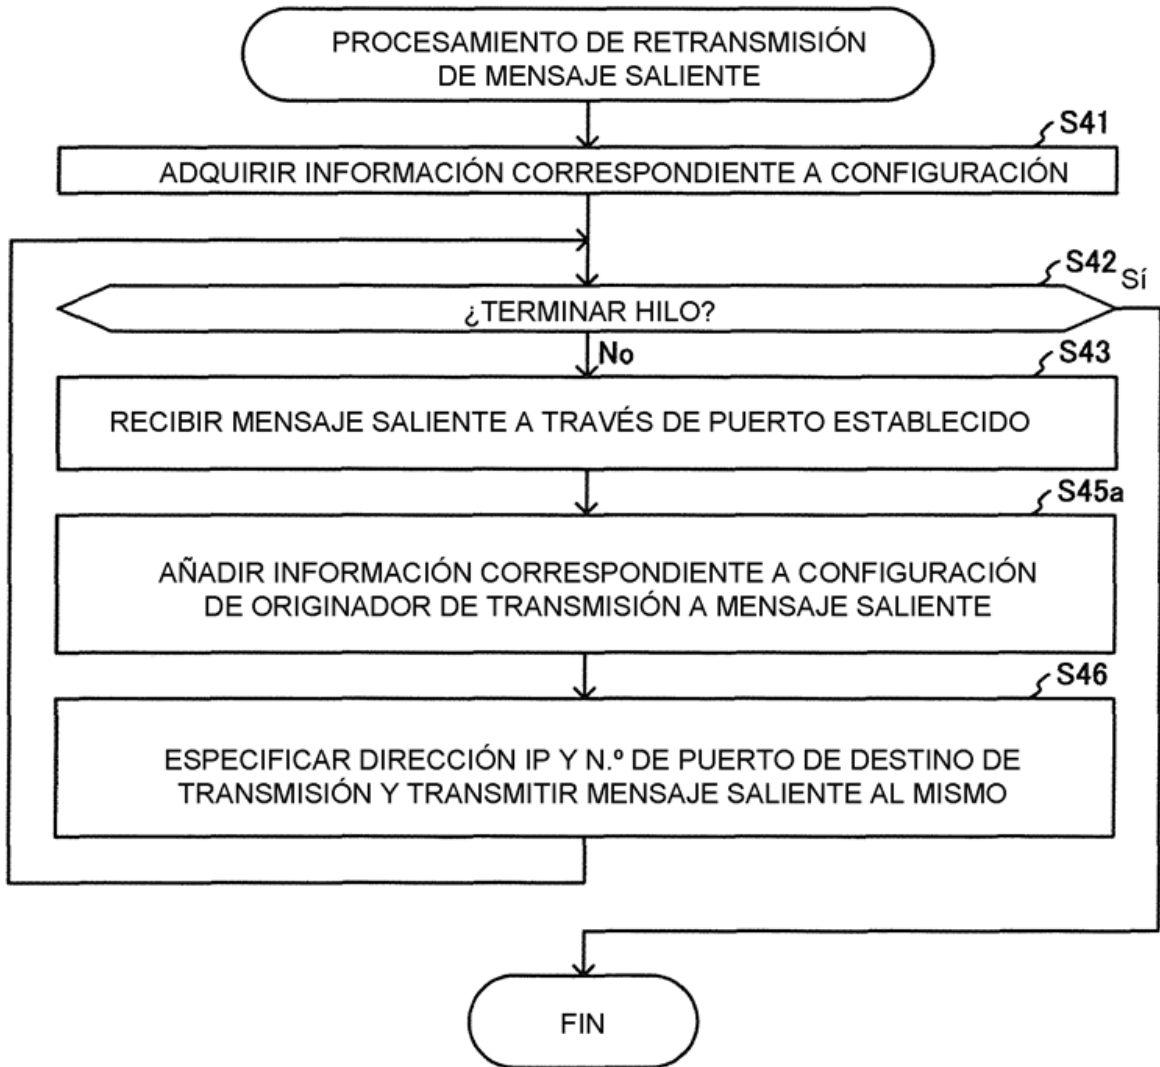 PROCESAMIENTO DE RETRANSMISIÓN
DE MENSAJE SALIENTE
S41
ADQUIRIR INFORMACIÓN CORRESPONDIENTE A CONFIGURACIÓN
S42
Sí
¿TERMINAR HILO?
No
S43
RECIBIR MENSAJE SALIENTE A TRAVÉS DE PUERTO ESTABLECIDO
S45a
AÑADIR INFORMACIÓN CORRESPONDIENTE A CONFIGURACIÓN
DE ORIGINADOR DE TRANSMISIÓN A MENSAJE SALIENTE
S46
ESPECIFICAR DIRECCIÓN IP Y N.º DE PUERTO DE DESTINO DE
TRANSMISIÓN Y TRANSMITIR MENSAJE SALIENTE AL MISMO
FIN